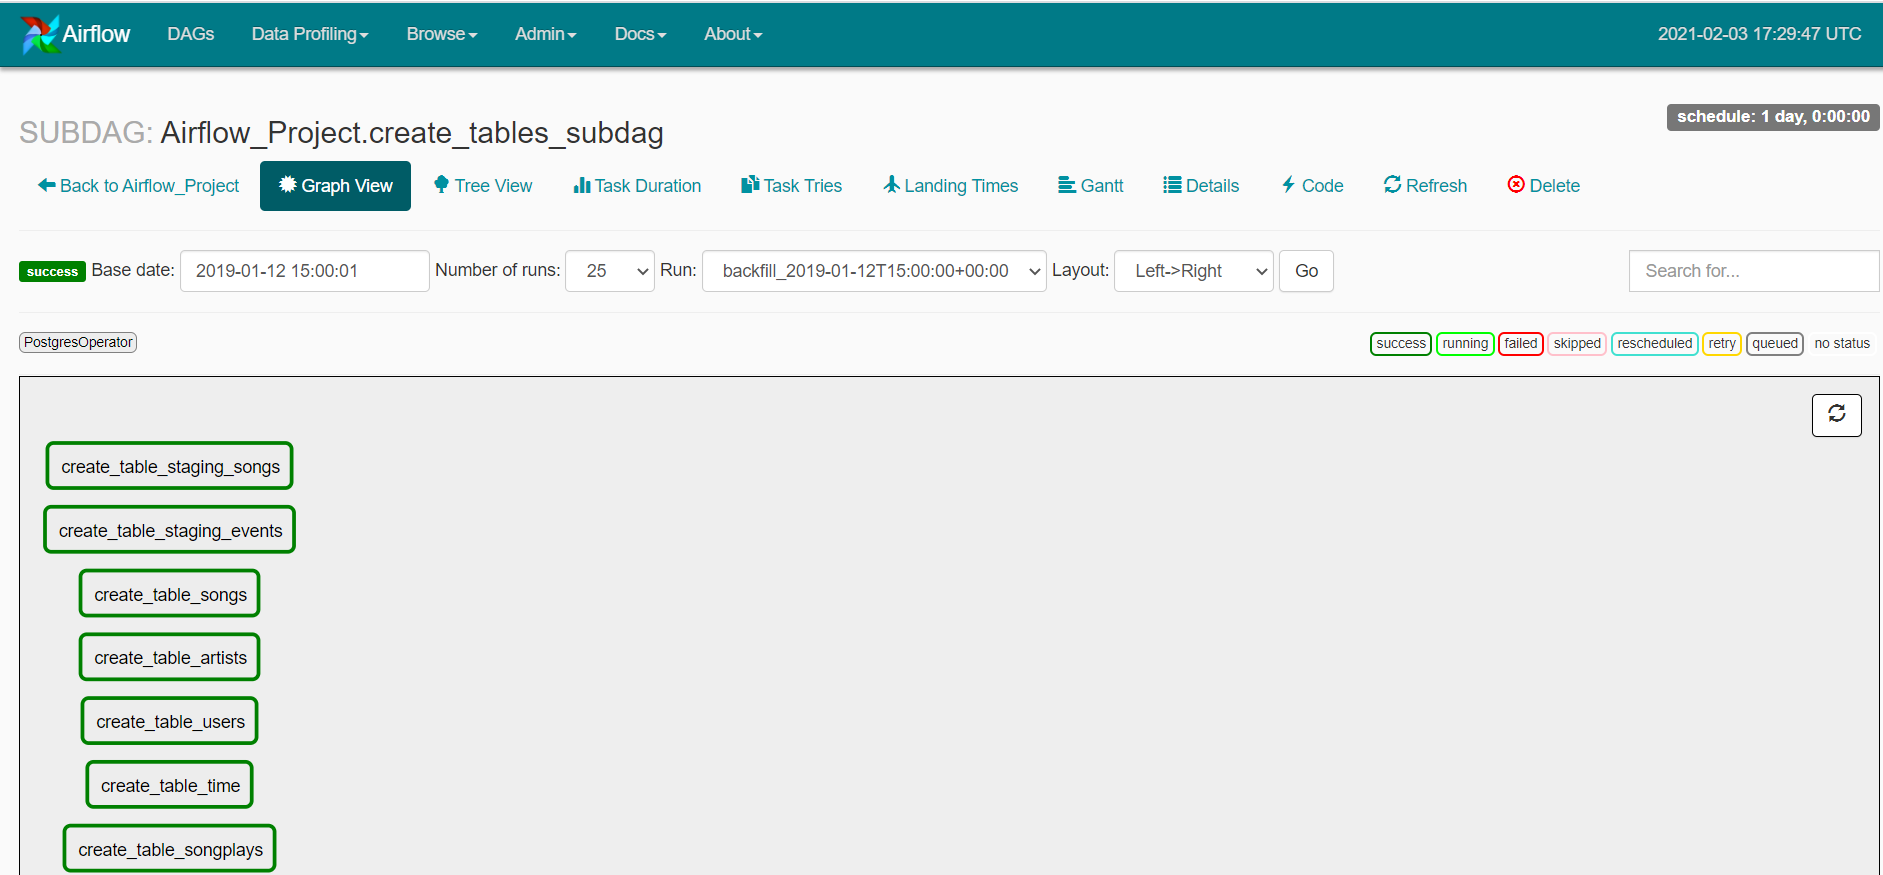 Airflow DAGs Data Profiling Browse Admin Docs About 2021-02-03 17:29:47 UTC
schedule: 1 day, 0:00:00
SUBDAG: Airflow_Project.create_tables_subdag
Back to Airflow_Project Graph View Tree View Task Duration Task Tries Landing Times Gantt Details Code Refresh Delete
success Base date: 2019-01-12 15:00:01 Number of runs: 25 Run: backfill_2019-01-12T15:00:00+00:00 Layout: Left->Right Go Search for...
PostgresOperator success running failed skipped rescheduled retry queued no status
create_table_staging_songs
create_table_staging_events
create_table_songs
create_table_artists
create_table_users
create_table_time
create_table_songplays